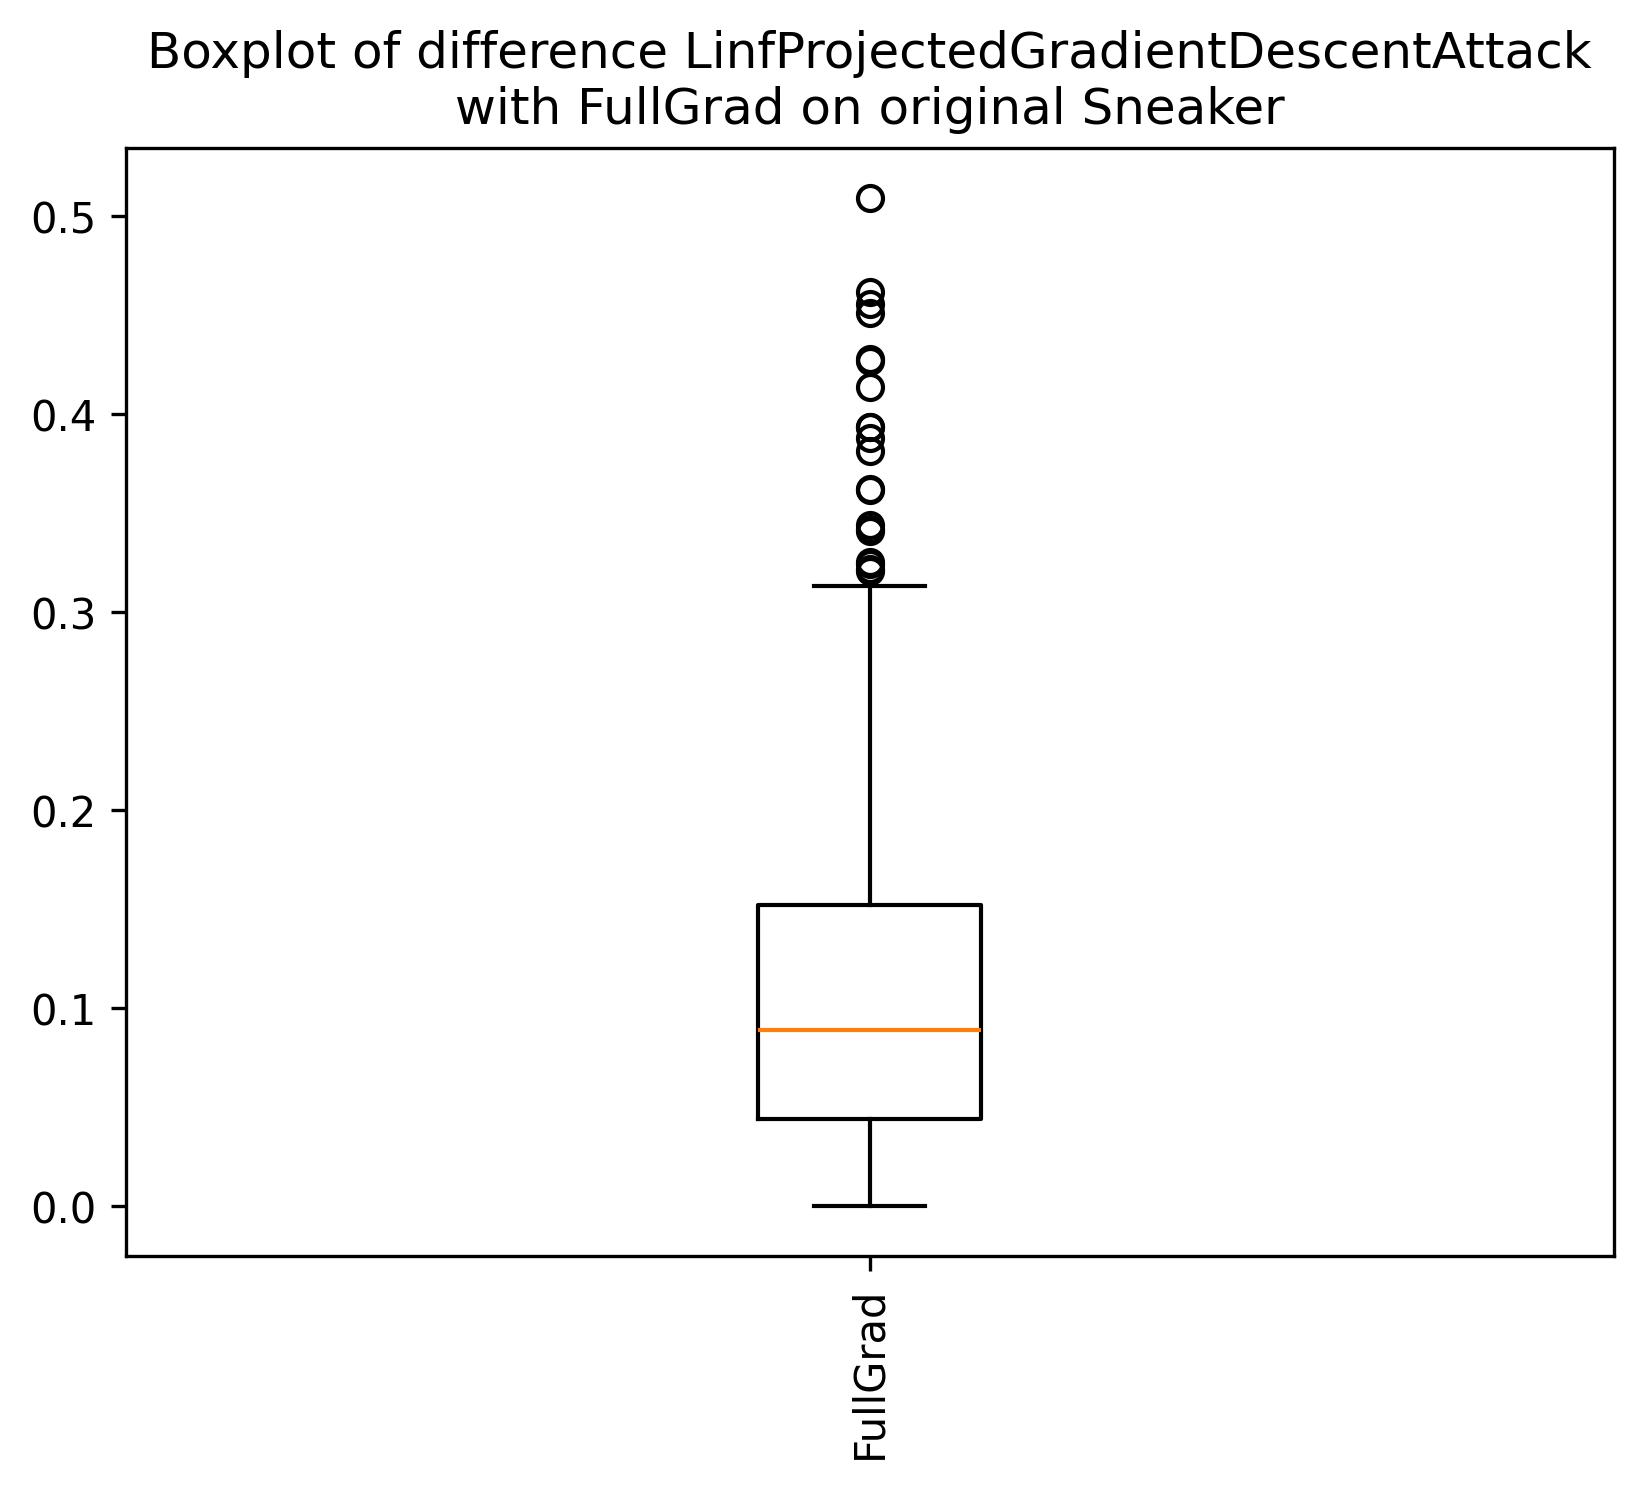 Boxplot of difference LinfProjectedGradientDescentAttack
with FullGrad on original Sneaker
0.5
0.4
0.3
0.2
0.1
0.0
FullGrad